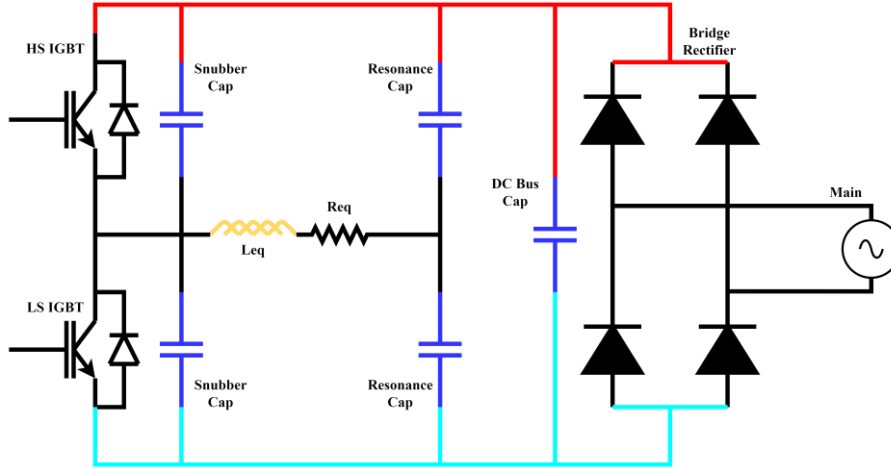 HS IGBT
Snubber
Cap
Resonance
Cap
Bridge
Rectifier
DC Bus
Cap
Main
Req
Leq
LS IGBT
Snubber
Cap
Resonance
Cap